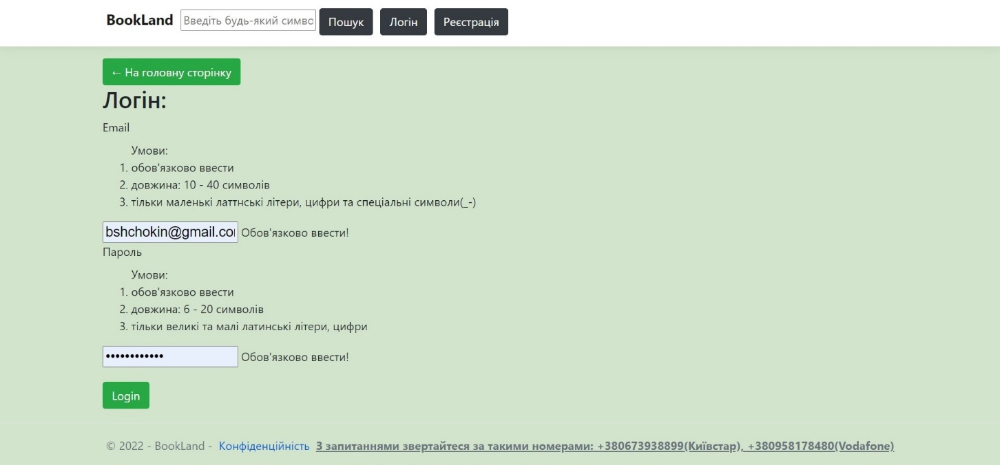 BookLand Введіть будь-який симво Пошук Логін Реєстрація
← На головну сторінку
Логін:
Email
Умови:
1. обов'язково ввести
2. довжина: 10 - 40 символів
3. тільки маленькі латтнські літери, цифри та спеціальні символи(_-)
bshchokin@gmail.co Обов'язково ввести!
Пароль
Умови:
1. обов'язково ввести
2. довжина: 6 - 20 символів
3. тільки великі та малі латинські літери, цифри
•••••••••••• Обов'язково ввести!
Login
© 2022 - BookLand - Конфіденційність З запитаннями звертайтеся за такими номерами: +380673938899(Київстар), +380958178480(Vodafone)